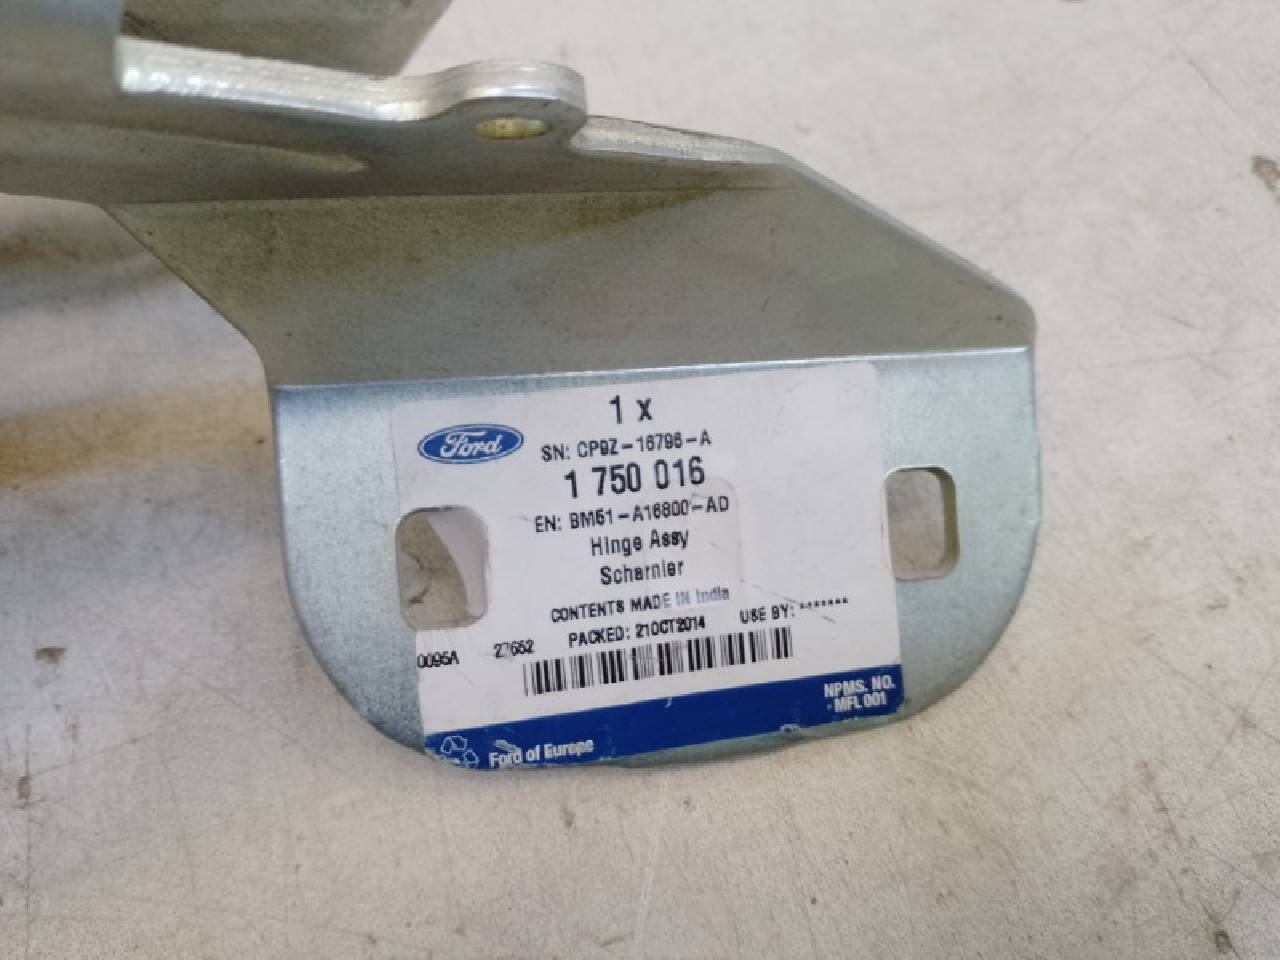 1 x
Ford
SN: CP9Z-16796-A
1 750 016
EN: BM51-A16800-AD
Hinge Assy
Scharnier
CONTENTS MADE IN India
PACKED: 21OCT2014 USE BY: *******
0095A 27652
NPMS. NO.
MFL 001
Ford of Europe